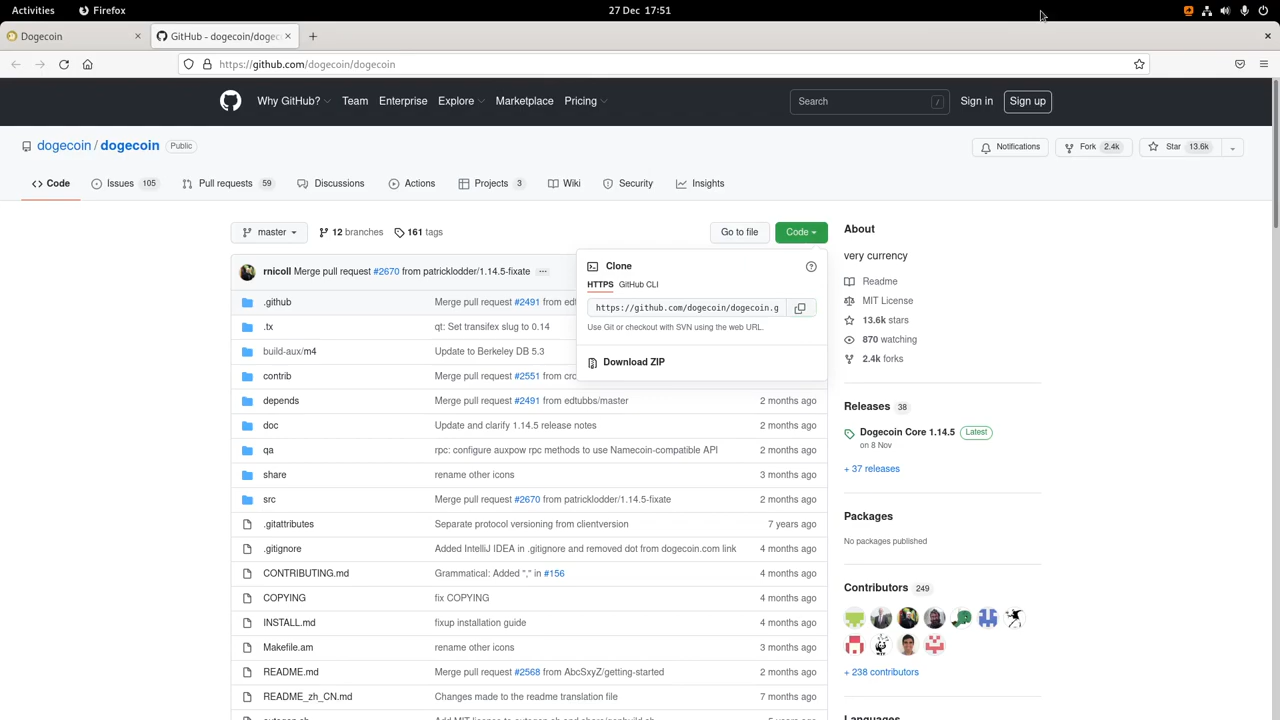 Activities Firefox 27 Dec 17:51
Dogecoin × GitHub - dogecoin/dogec × +
https://github.com/dogecoin/dogecoin
Why GitHub? Team Enterprise Explore Marketplace Pricing Search / Sign in Sign up
dogecoin / dogecoin Public Notifications Fork 2.4k Star 13.6k
<> Code Issues 105 Pull requests 59 Discussions Actions Projects 3 Wiki Security Insights
master 12 branches 161 tags Go to file Code
rnicoll Merge pull request #2670 from patricklodder/1.14.5-fixate ...
Clone
HTTPS GitHub CLI
https://github.com/dogecoin/dogecoin.g
Use Git or checkout with SVN using the web URL.
Download ZIP
.github Merge pull request #2491 from edt
.tx qt: Set transifex slug to 0.14
build-aux/m4 Update to Berkeley DB 5.3
contrib Merge pull request #2551 from cro
depends Merge pull request #2491 from edtubbs/master 2 months ago
doc Update and clarify 1.14.5 release notes 2 months ago
qa rpc: configure auxpow rpc methods to use Namecoin-compatible API 2 months ago
share rename other icons 3 months ago
src Merge pull request #2670 from patricklodder/1.14.5-fixate 2 months ago
.gitattributes Separate protocol versioning from clientversion 7 years ago
.gitignore Added IntelliJ IDEA in .gitignore and removed dot from dogecoin.com link 4 months ago
CONTRIBUTING.md Grammatical: Added "," in #156 4 months ago
COPYING fix COPYING 4 months ago
INSTALL.md fixup installation guide 4 months ago
Makefile.am rename other icons 3 months ago
README.md Merge pull request #2568 from AbcSxyZ/getting-started 2 months ago
README_zh_CN.md Changes made to the readme translation file 7 months ago
About
very currency
Readme
MIT License
13.6k stars
870 watching
2.4k forks
Releases 38
Dogecoin Core 1.14.5 Latest
on 8 Nov
+ 37 releases
Packages
No packages published
Contributors 249
+ 238 contributors
Languages